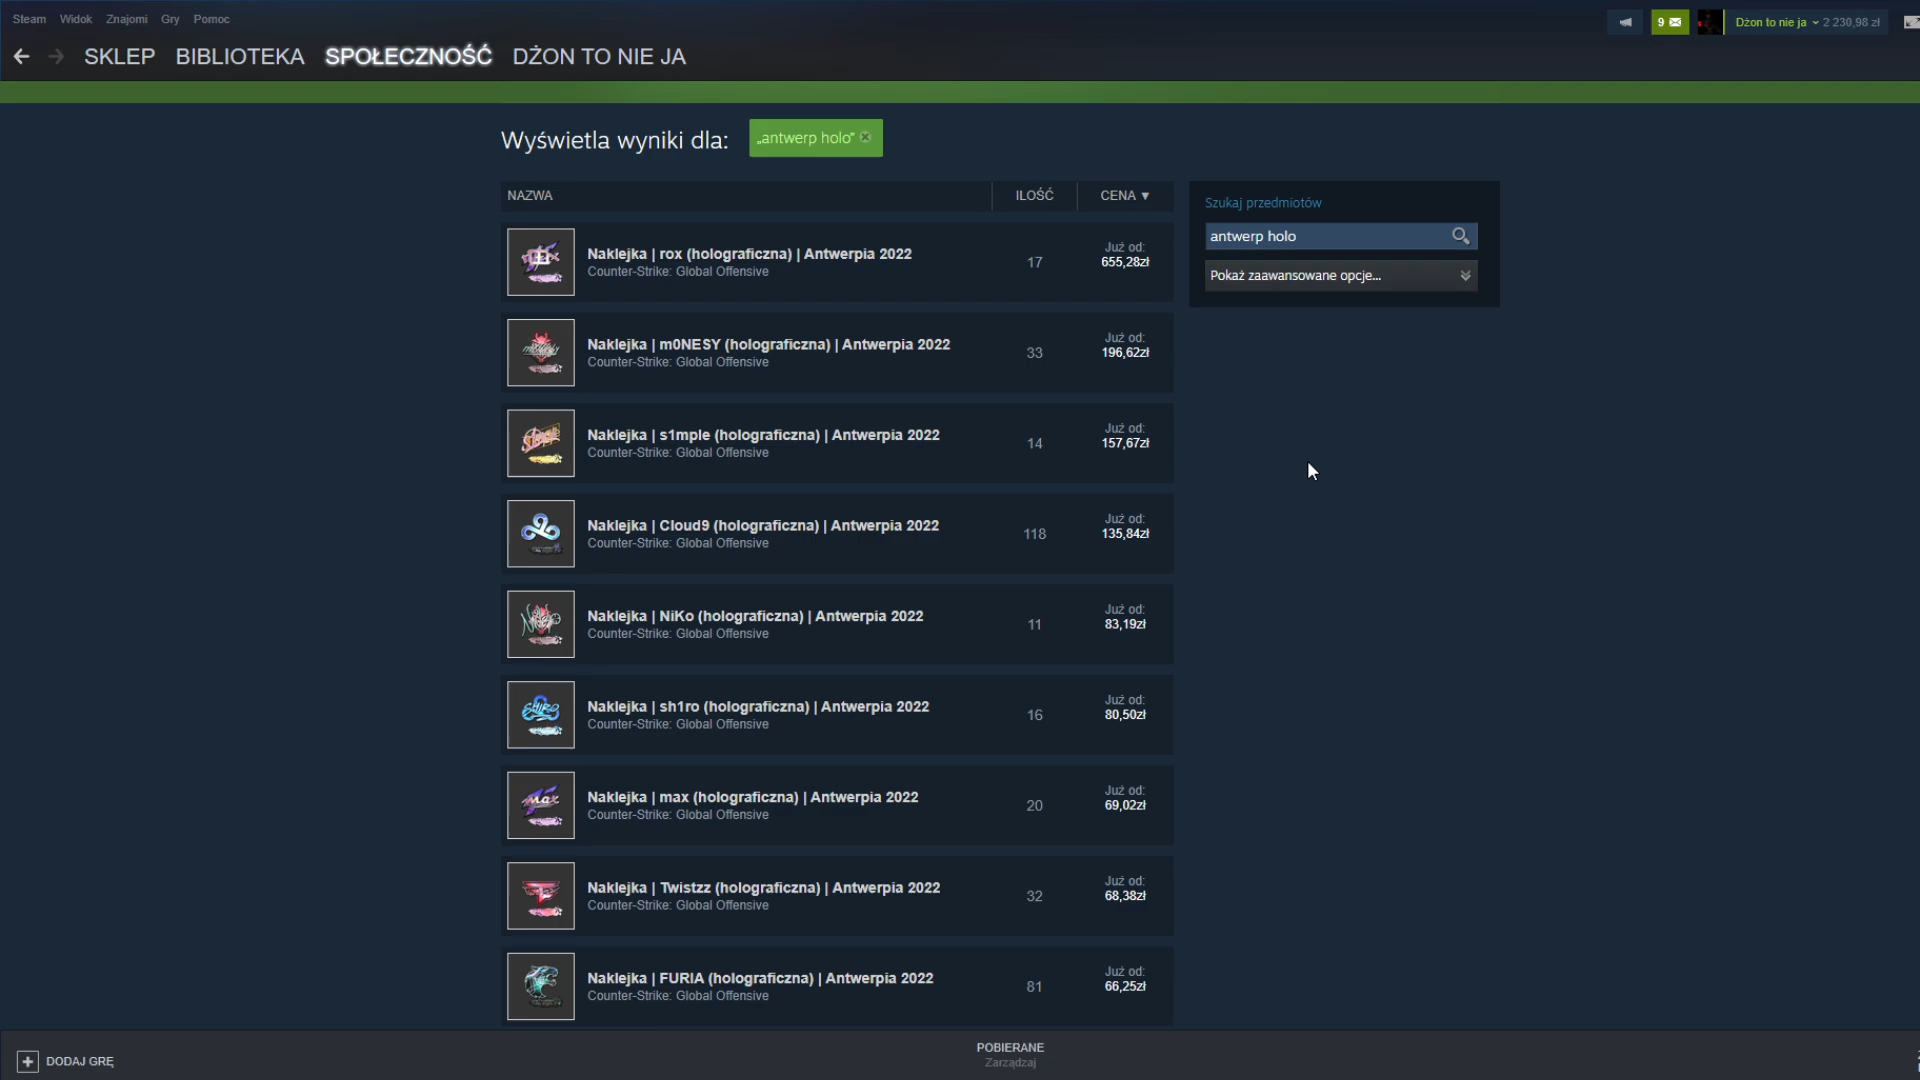 Steam Widok Znajomi Gry Pomoc
9 Dżon to nie ja 2 230,98 zł
SKLEP BIBLIOTEKA SPOŁECZNOŚĆ DŻON TO NIE JA
Wyświetla wyniki dla: „antwerp holo”
NAZWA ILOŚĆ CENA ▼
Szukaj przedmiotów
antwerp holo
Pokaż zaawansowane opcje...
Naklejka | rox (holograficzna) | Antwerpia 2022
Counter-Strike: Global Offensive
17
Już od:
655,28zł
Naklejka | m0NESY (holograficzna) | Antwerpia 2022
Counter-Strike: Global Offensive
33
Już od:
196,62zł
Naklejka | s1mple (holograficzna) | Antwerpia 2022
Counter-Strike: Global Offensive
14
Już od:
157,67zł
Naklejka | Cloud9 (holograficzna) | Antwerpia 2022
Counter-Strike: Global Offensive
118
Już od:
135,84zł
Naklejka | NiKo (holograficzna) | Antwerpia 2022
Counter-Strike: Global Offensive
11
Już od:
83,19zł
Naklejka | sh1ro (holograficzna) | Antwerpia 2022
Counter-Strike: Global Offensive
16
Już od:
80,50zł
max
Naklejka | max (holograficzna) | Antwerpia 2022
Counter-Strike: Global Offensive
20
Już od:
69,02zł
Naklejka | Twistzz (holograficzna) | Antwerpia 2022
Counter-Strike: Global Offensive
32
Już od:
68,38zł
Naklejka | FURIA (holograficzna) | Antwerpia 2022
Counter-Strike: Global Offensive
81
Już od:
66,25zł
DODAJ GRĘ
POBIERANE
Zarządzaj